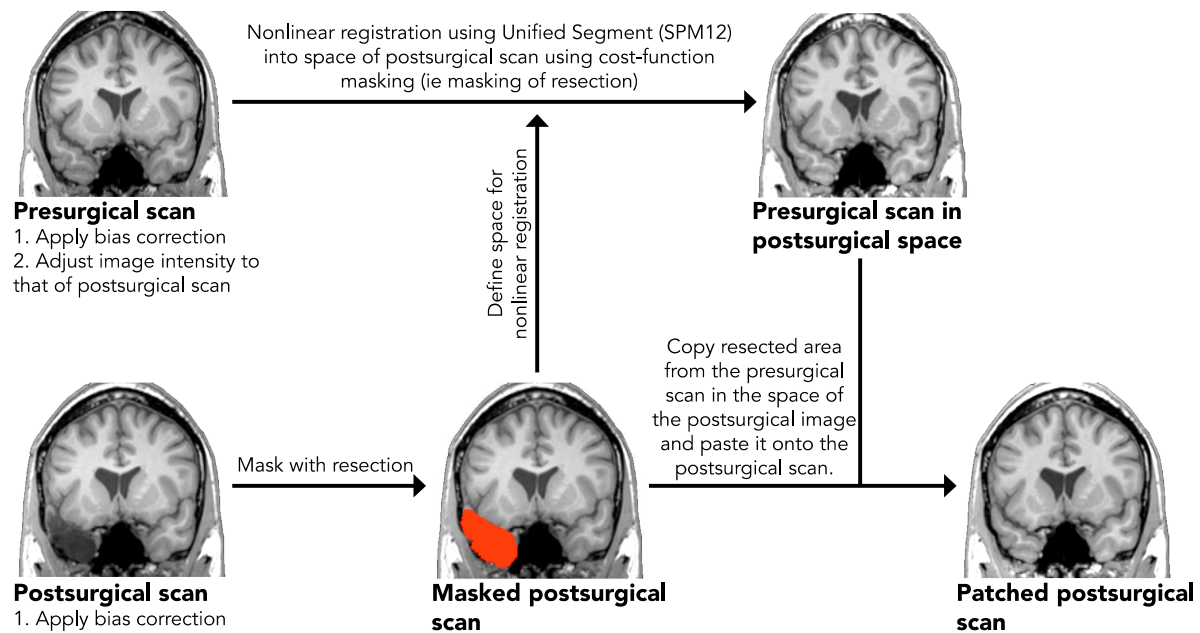 Nonlinear registration using Unified Segment (SPM12)
into space of postsurgical scan using cost-function
masking (ie masking of resection)
Presurgical scan
1. Apply bias correction
2. Adjust image intensity to
that of postsurgical scan
Define space for
nonlinear registration
Presurgical scan in
postsurgical space
Copy resected area
from the presurgical
scan in the space of
the postsurgical image
and paste it onto the
postsurgical scan.
Mask with resection
Postsurgical scan
1. Apply bias correction
Masked postsurgical
scan
Patched postsurgical
scan